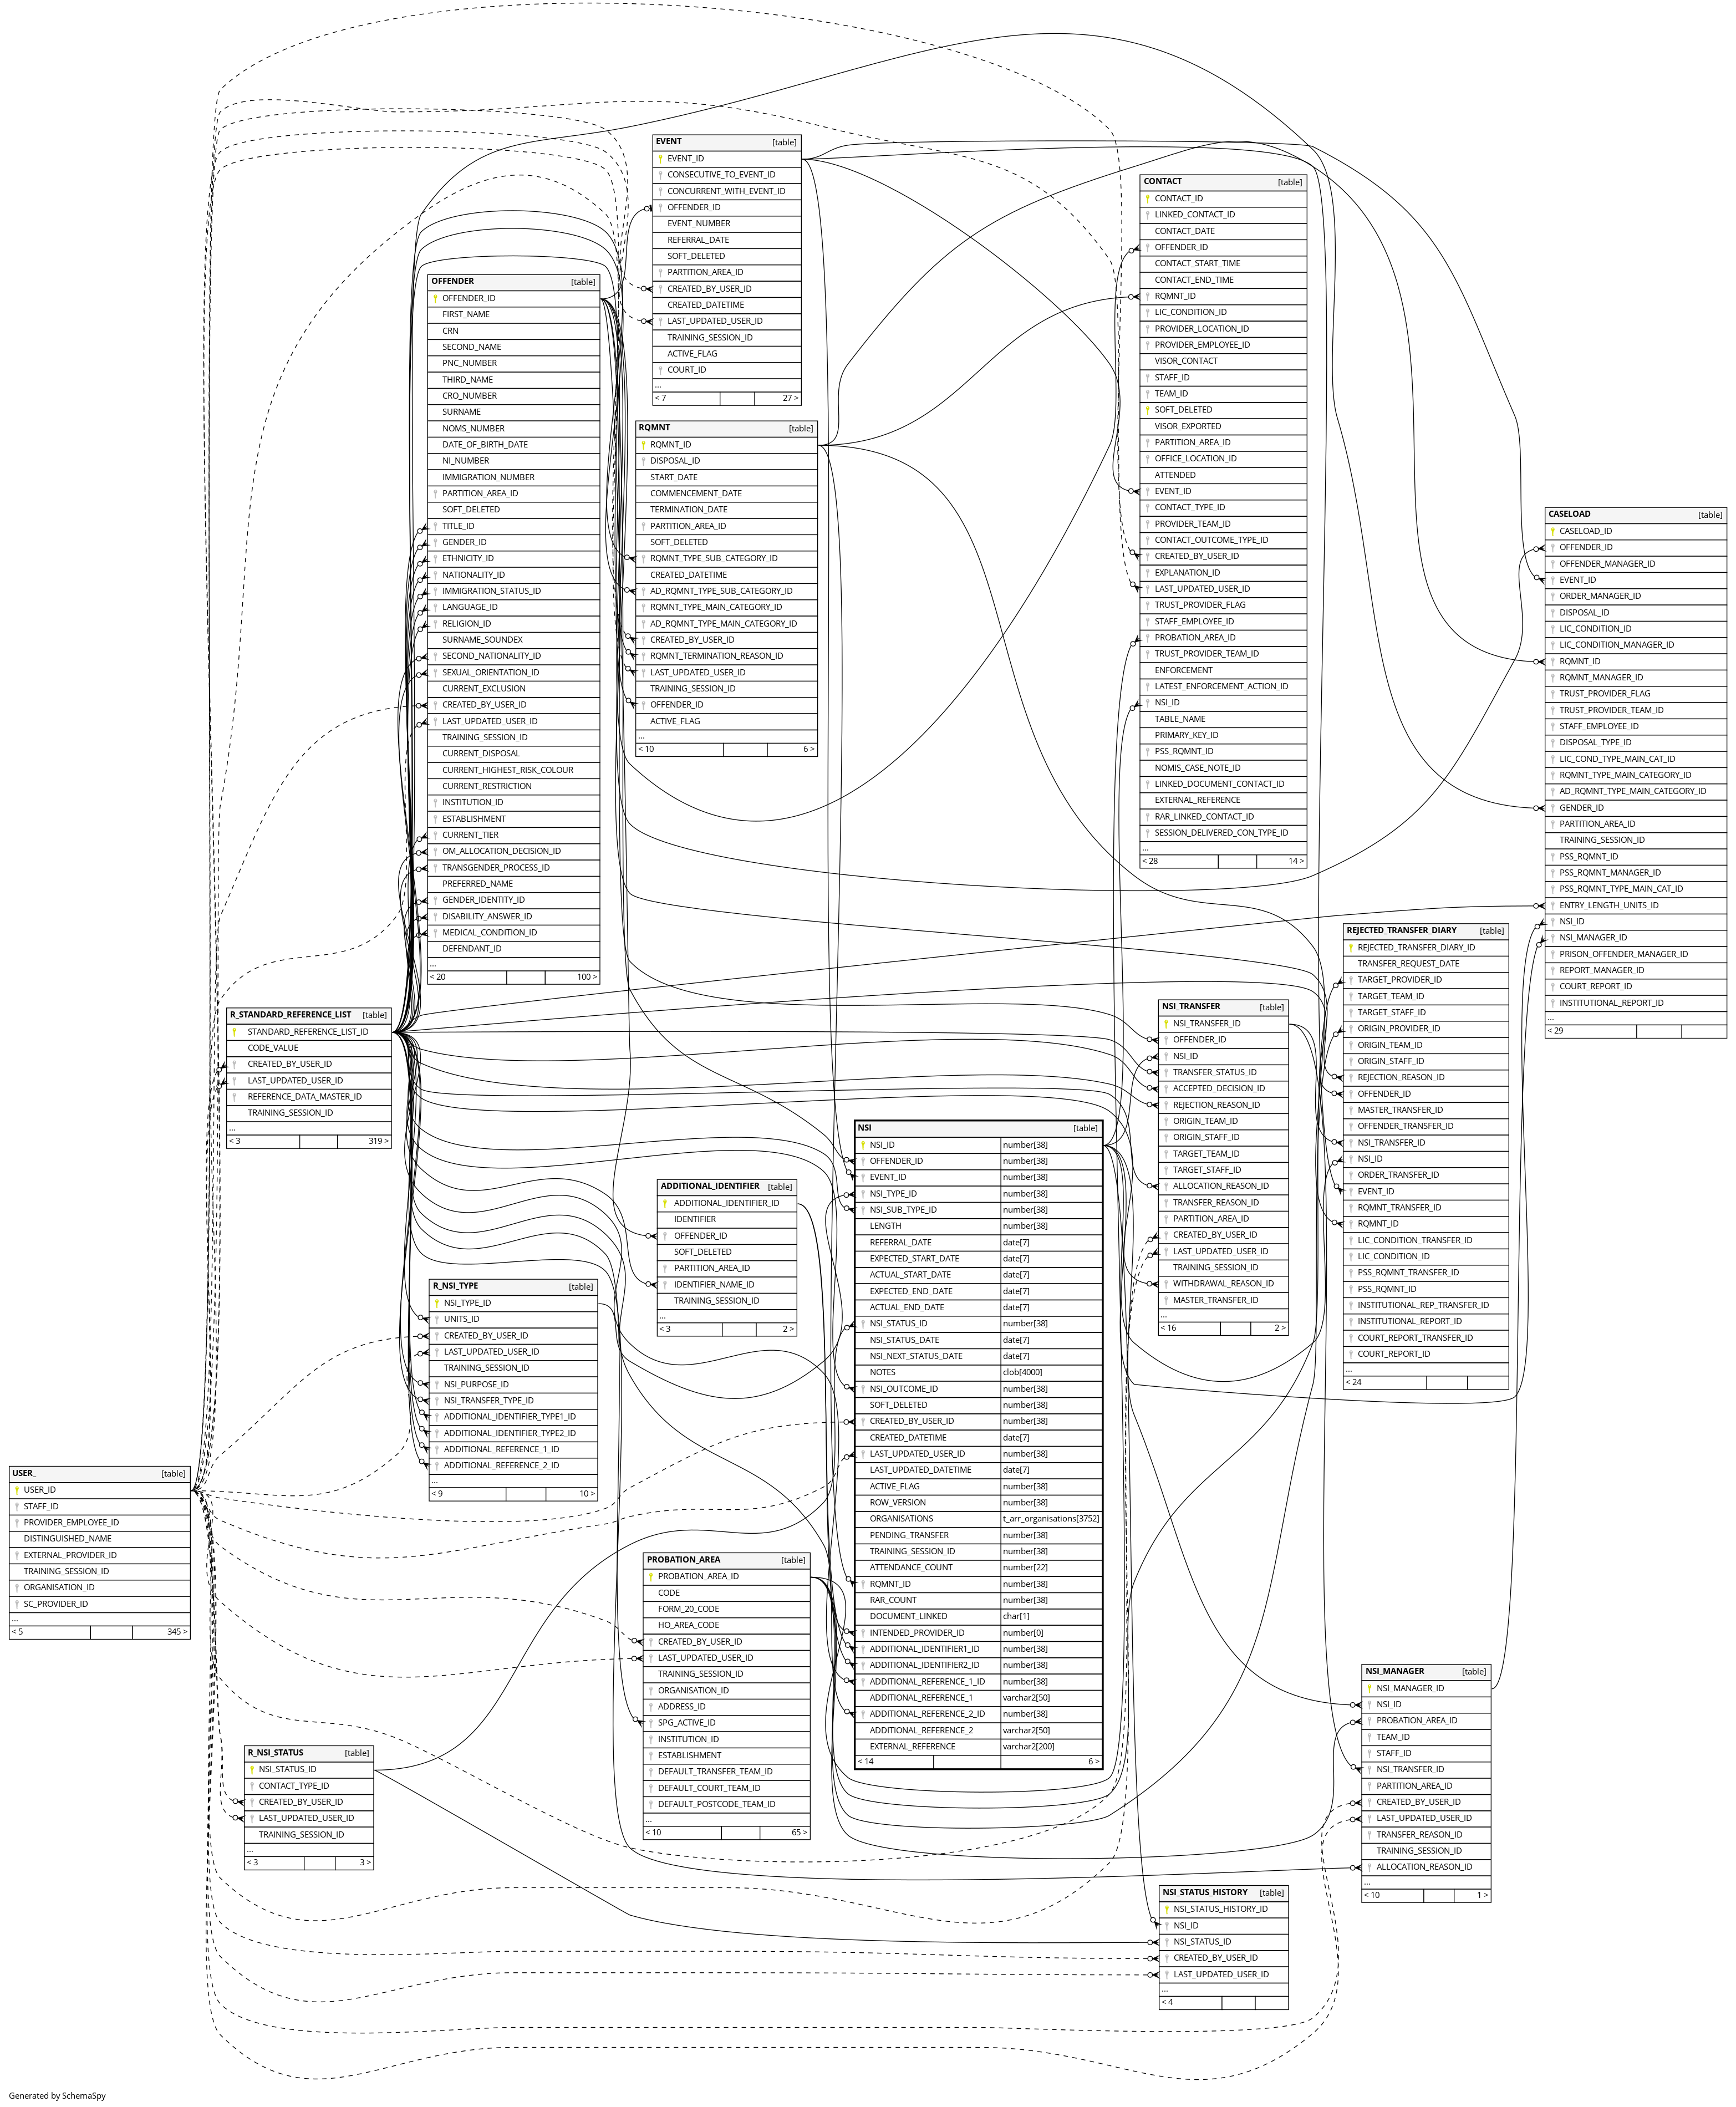 EVENT [table]
EVENT_ID
CONSECUTIVE_TO_EVENT_ID
CONCURRENT_WITH_EVENT_ID
OFFENDER_ID
EVENT_NUMBER
REFERRAL_DATE
SOFT_DELETED
PARTITION_AREA_ID
CREATED_BY_USER_ID
CREATED_DATETIME
LAST_UPDATED_USER_ID
TRAINING_SESSION_ID
ACTIVE_FLAG
COURT_ID
...
< 7 27 >
CONTACT [table]
CONTACT_ID
LINKED_CONTACT_ID
CONTACT_DATE
OFFENDER_ID
CONTACT_START_TIME
CONTACT_END_TIME
RQMNT_ID
LIC_CONDITION_ID
PROVIDER_LOCATION_ID
PROVIDER_EMPLOYEE_ID
VISOR_CONTACT
STAFF_ID
TEAM_ID
SOFT_DELETED
VISOR_EXPORTED
PARTITION_AREA_ID
OFFICE_LOCATION_ID
ATTENDED
EVENT_ID
CONTACT_TYPE_ID
PROVIDER_TEAM_ID
CONTACT_OUTCOME_TYPE_ID
CREATED_BY_USER_ID
EXPLANATION_ID
LAST_UPDATED_USER_ID
TRUST_PROVIDER_FLAG
STAFF_EMPLOYEE_ID
PROBATION_AREA_ID
TRUST_PROVIDER_TEAM_ID
ENFORCEMENT
LATEST_ENFORCEMENT_ACTION_ID
NSI_ID
TABLE_NAME
PRIMARY_KEY_ID
PSS_RQMNT_ID
NOMIS_CASE_NOTE_ID
LINKED_DOCUMENT_CONTACT_ID
EXTERNAL_REFERENCE
RAR_LINKED_CONTACT_ID
SESSION_DELIVERED_CON_TYPE_ID
...
< 28 14 >
OFFENDER [table]
OFFENDER_ID
FIRST_NAME
CRN
SECOND_NAME
PNC_NUMBER
THIRD_NAME
CRO_NUMBER
SURNAME
NOMS_NUMBER
DATE_OF_BIRTH_DATE
NI_NUMBER
IMMIGRATION_NUMBER
PARTITION_AREA_ID
SOFT_DELETED
TITLE_ID
GENDER_ID
ETHNICITY_ID
NATIONALITY_ID
IMMIGRATION_STATUS_ID
LANGUAGE_ID
RELIGION_ID
SURNAME_SOUNDEX
SECOND_NATIONALITY_ID
SEXUAL_ORIENTATION_ID
CURRENT_EXCLUSION
CREATED_BY_USER_ID
LAST_UPDATED_USER_ID
TRAINING_SESSION_ID
CURRENT_DISPOSAL
CURRENT_HIGHEST_RISK_COLOUR
CURRENT_RESTRICTION
INSTITUTION_ID
ESTABLISHMENT
CURRENT_TIER
OM_ALLOCATION_DECISION_ID
TRANSGENDER_PROCESS_ID
PREFERRED_NAME
GENDER_IDENTITY_ID
DISABILITY_ANSWER_ID
MEDICAL_CONDITION_ID
DEFENDANT_ID
...
< 20 100 >
RQMNT [table]
RQMNT_ID
DISPOSAL_ID
START_DATE
COMMENCEMENT_DATE
TERMINATION_DATE
PARTITION_AREA_ID
SOFT_DELETED
RQMNT_TYPE_SUB_CATEGORY_ID
CREATED_DATETIME
AD_RQMNT_TYPE_SUB_CATEGORY_ID
RQMNT_TYPE_MAIN_CATEGORY_ID
AD_RQMNT_TYPE_MAIN_CATEGORY_ID
CREATED_BY_USER_ID
RQMNT_TERMINATION_REASON_ID
LAST_UPDATED_USER_ID
TRAINING_SESSION_ID
OFFENDER_ID
ACTIVE_FLAG
...
< 10 6 >
CASELOAD [table]
CASELOAD_ID
OFFENDER_ID
OFFENDER_MANAGER_ID
EVENT_ID
ORDER_MANAGER_ID
DISPOSAL_ID
LIC_CONDITION_ID
LIC_CONDITION_MANAGER_ID
RQMNT_ID
RQMNT_MANAGER_ID
TRUST_PROVIDER_FLAG
TRUST_PROVIDER_TEAM_ID
STAFF_EMPLOYEE_ID
DISPOSAL_TYPE_ID
LIC_COND_TYPE_MAIN_CAT_ID
RQMNT_TYPE_MAIN_CATEGORY_ID
AD_RQMNT_TYPE_MAIN_CATEGORY_ID
GENDER_ID
PARTITION_AREA_ID
TRAINING_SESSION_ID
PSS_RQMNT_ID
PSS_RQMNT_MANAGER_ID
PSS_RQMNT_TYPE_MAIN_CAT_ID
ENTRY_LENGTH_UNITS_ID
NSI_ID
NSI_MANAGER_ID
PRISON_OFFENDER_MANAGER_ID
REPORT_MANAGER_ID
COURT_REPORT_ID
INSTITUTIONAL_REPORT_ID
...
< 29
REJECTED_TRANSFER_DIARY [table]
REJECTED_TRANSFER_DIARY_ID
TRANSFER_REQUEST_DATE
TARGET_PROVIDER_ID
TARGET_TEAM_ID
TARGET_STAFF_ID
ORIGIN_PROVIDER_ID
ORIGIN_TEAM_ID
ORIGIN_STAFF_ID
REJECTION_REASON_ID
OFFENDER_ID
MASTER_TRANSFER_ID
OFFENDER_TRANSFER_ID
NSI_TRANSFER_ID
NSI_ID
ORDER_TRANSFER_ID
EVENT_ID
RQMNT_TRANSFER_ID
RQMNT_ID
LIC_CONDITION_TRANSFER_ID
LIC_CONDITION_ID
PSS_RQMNT_TRANSFER_ID
PSS_RQMNT_ID
INSTITUTIONAL_REP_TRANSFER_ID
INSTITUTIONAL_REPORT_ID
COURT_REPORT_TRANSFER_ID
COURT_REPORT_ID
...
< 24
R_STANDARD_REFERENCE_LIST [table]
STANDARD_REFERENCE_LIST_ID
CODE_VALUE
CREATED_BY_USER_ID
LAST_UPDATED_USER_ID
REFERENCE_DATA_MASTER_ID
TRAINING_SESSION_ID
...
< 3 319 >
NSI_TRANSFER [table]
NSI_TRANSFER_ID
OFFENDER_ID
NSI_ID
TRANSFER_STATUS_ID
ACCEPTED_DECISION_ID
REJECTION_REASON_ID
ORIGIN_TEAM_ID
ORIGIN_STAFF_ID
TARGET_TEAM_ID
TARGET_STAFF_ID
ALLOCATION_REASON_ID
TRANSFER_REASON_ID
PARTITION_AREA_ID
CREATED_BY_USER_ID
LAST_UPDATED_USER_ID
TRAINING_SESSION_ID
WITHDRAWAL_REASON_ID
MASTER_TRANSFER_ID
...
< 16 2 >
NSI [table]
NSI_ID number[38]
OFFENDER_ID number[38]
EVENT_ID number[38]
NSI_TYPE_ID number[38]
NSI_SUB_TYPE_ID number[38]
LENGTH number[38]
REFERRAL_DATE date[7]
EXPECTED_START_DATE date[7]
ACTUAL_START_DATE date[7]
EXPECTED_END_DATE date[7]
ACTUAL_END_DATE date[7]
NSI_STATUS_ID number[38]
NSI_STATUS_DATE date[7]
NSI_NEXT_STATUS_DATE date[7]
NOTES clob[4000]
NSI_OUTCOME_ID number[38]
SOFT_DELETED number[38]
CREATED_BY_USER_ID number[38]
CREATED_DATETIME date[7]
LAST_UPDATED_USER_ID number[38]
LAST_UPDATED_DATETIME date[7]
ACTIVE_FLAG number[38]
ROW_VERSION number[38]
ORGANISATIONS t_arr_organisations[3752]
PENDING_TRANSFER number[38]
TRAINING_SESSION_ID number[38]
ATTENDANCE_COUNT number[22]
RQMNT_ID number[38]
RAR_COUNT number[38]
DOCUMENT_LINKED char[1]
INTENDED_PROVIDER_ID number[0]
ADDITIONAL_IDENTIFIER1_ID number[38]
ADDITIONAL_IDENTIFIER2_ID number[38]
ADDITIONAL_REFERENCE_1_ID number[38]
ADDITIONAL_REFERENCE_1 varchar2[50]
ADDITIONAL_REFERENCE_2_ID number[38]
ADDITIONAL_REFERENCE_2 varchar2[50]
EXTERNAL_REFERENCE varchar2[200]
< 14 6 >
ADDITIONAL_IDENTIFIER [table]
ADDITIONAL_IDENTIFIER_ID
IDENTIFIER
OFFENDER_ID
SOFT_DELETED
PARTITION_AREA_ID
IDENTIFIER_NAME_ID
TRAINING_SESSION_ID
...
< 3 2 >
R_NSI_TYPE [table]
NSI_TYPE_ID
UNITS_ID
CREATED_BY_USER_ID
LAST_UPDATED_USER_ID
TRAINING_SESSION_ID
NSI_PURPOSE_ID
NSI_TRANSFER_TYPE_ID
ADDITIONAL_IDENTIFIER_TYPE1_ID
ADDITIONAL_IDENTIFIER_TYPE2_ID
ADDITIONAL_REFERENCE_1_ID
ADDITIONAL_REFERENCE_2_ID
...
< 9 10 >
USER_ [table]
USER_ID
STAFF_ID
PROVIDER_EMPLOYEE_ID
DISTINGUISHED_NAME
EXTERNAL_PROVIDER_ID
TRAINING_SESSION_ID
ORGANISATION_ID
SC_PROVIDER_ID
...
< 5 345 >
PROBATION_AREA [table]
PROBATION_AREA_ID
CODE
FORM_20_CODE
HO_AREA_CODE
CREATED_BY_USER_ID
LAST_UPDATED_USER_ID
TRAINING_SESSION_ID
ORGANISATION_ID
ADDRESS_ID
SPG_ACTIVE_ID
INSTITUTION_ID
ESTABLISHMENT
DEFAULT_TRANSFER_TEAM_ID
DEFAULT_COURT_TEAM_ID
DEFAULT_POSTCODE_TEAM_ID
...
< 10 65 >
NSI_MANAGER [table]
NSI_MANAGER_ID
NSI_ID
PROBATION_AREA_ID
TEAM_ID
STAFF_ID
NSI_TRANSFER_ID
PARTITION_AREA_ID
CREATED_BY_USER_ID
LAST_UPDATED_USER_ID
TRANSFER_REASON_ID
TRAINING_SESSION_ID
ALLOCATION_REASON_ID
...
< 10 1 >
R_NSI_STATUS [table]
NSI_STATUS_ID
CONTACT_TYPE_ID
CREATED_BY_USER_ID
LAST_UPDATED_USER_ID
TRAINING_SESSION_ID
...
< 3 3 >
NSI_STATUS_HISTORY [table]
NSI_STATUS_HISTORY_ID
NSI_ID
NSI_STATUS_ID
CREATED_BY_USER_ID
LAST_UPDATED_USER_ID
...
< 4
Generated by SchemaSpy